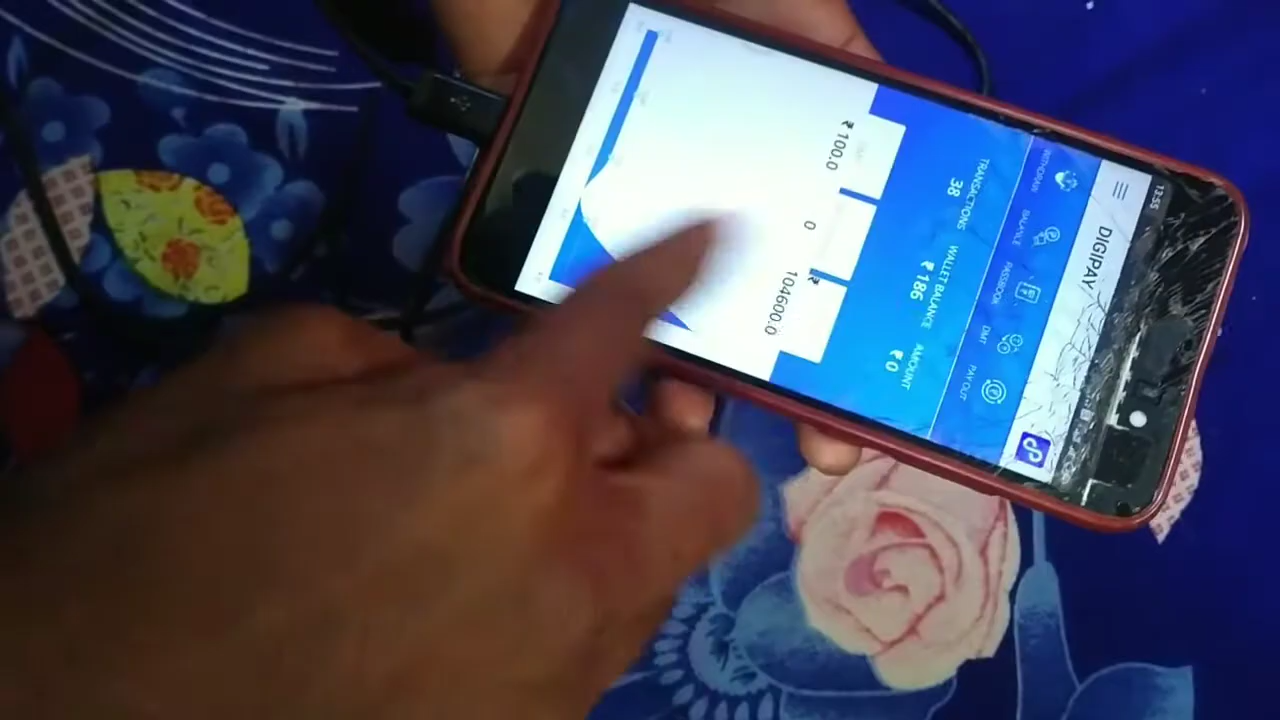 13:55
DIGIPAY
WITHDRAW BALANCE PASSBOOK DMT PAY OUT
TRANSACTIONS WALLET BALANCE AMOUNT
38 ₹ 186 ₹ 0
₹ 100.0 0 ₹ 104600.0